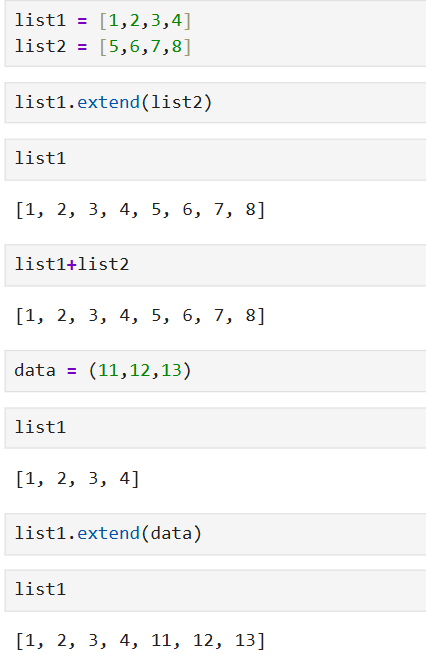 list1 = [1,2,3,4]
list2 = [5,6,7,8]
list1.extend(list2)
list1
[1, 2, 3, 4, 5, 6, 7, 8]
list1+list2
[1, 2, 3, 4, 5, 6, 7, 8]
data = (11,12,13)
list1
[1, 2, 3, 4]
list1.extend(data)
list1
[1, 2, 3, 4, 11, 12, 13]